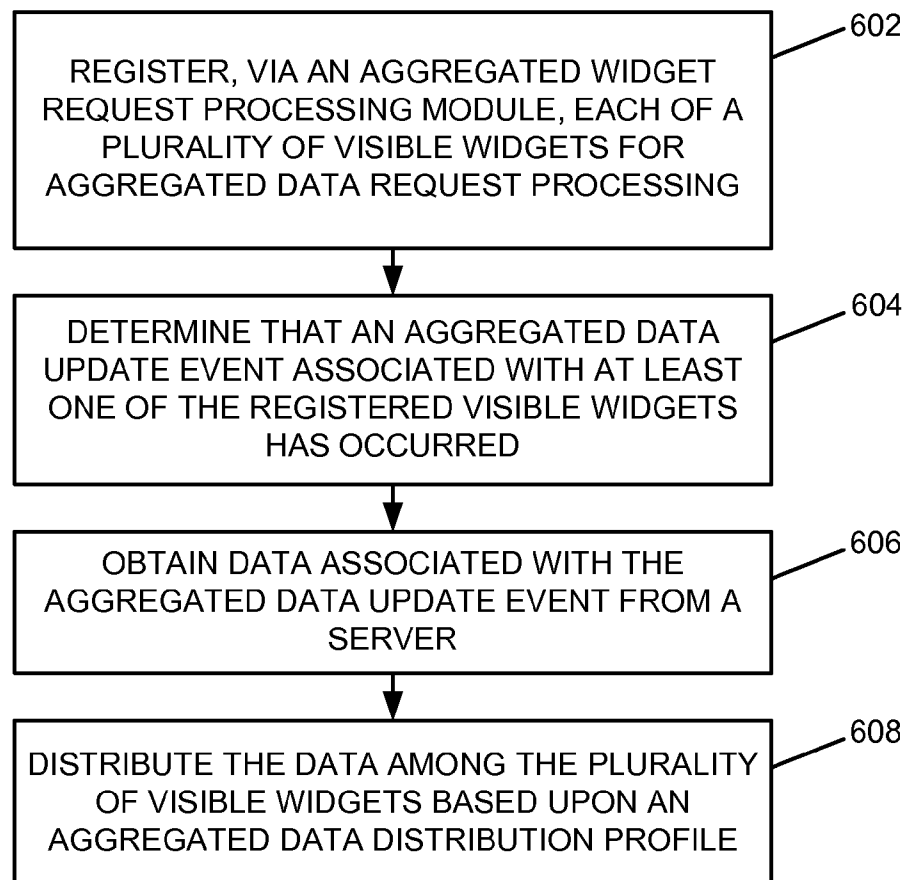 602
REGISTER, VIA AN AGGREGATED WIDGET
REQUEST PROCESSING MODULE, EACH OF A
PLURALITY OF VISIBLE WIDGETS FOR
AGGREGATED DATA REQUEST PROCESSING
604
DETERMINE THAT AN AGGREGATED DATA
UPDATE EVENT ASSOCIATED WITH AT LEAST
ONE OF THE REGISTERED VISIBLE WIDGETS
HAS OCCURRED
606
OBTAIN DATA ASSOCIATED WITH THE
AGGREGATED DATA UPDATE EVENT FROM A
SERVER
608
DISTRIBUTE THE DATA AMONG THE PLURALITY
OF VISIBLE WIDGETS BASED UPON AN
AGGREGATED DATA DISTRIBUTION PROFILE